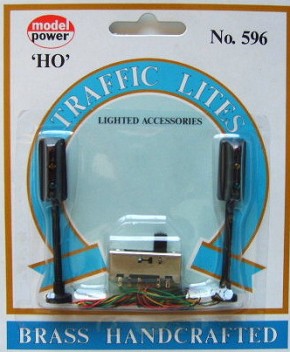 model
power
'HO'
No. 596
TRAFFIC LITES
LIGHTED ACCESSORIES
BRASS HANDCRAFTED